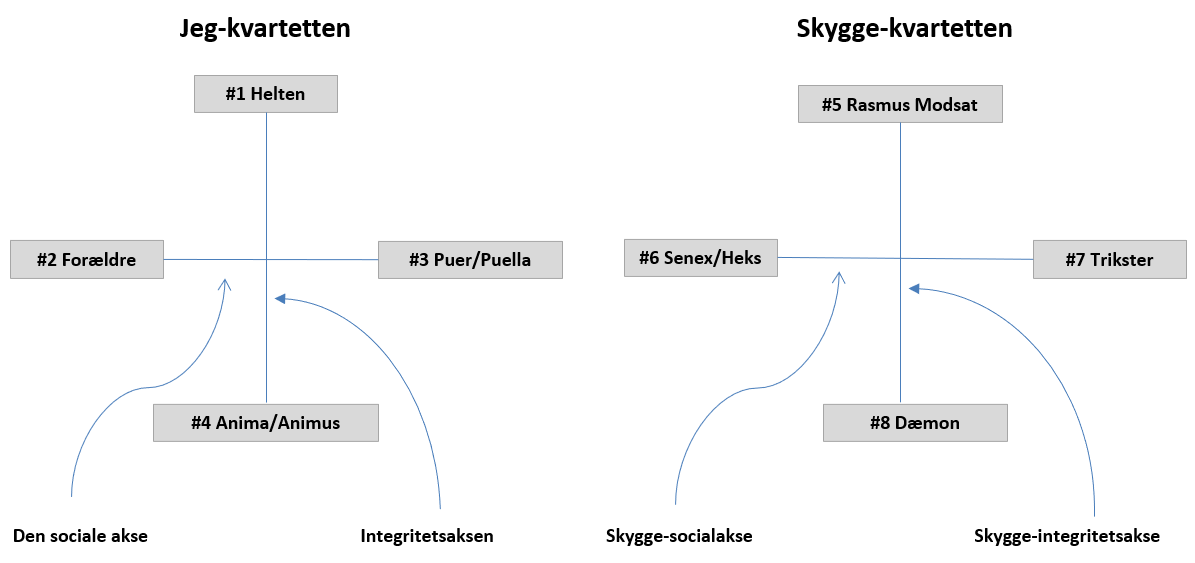 Jeg-kvartetten
#1 Helten
#2 Forældre
#3 Puer/Puella
#4 Anima/Animus
Den sociale akse
Integritetsaksen
Skygge-kvartetten
#5 Rasmus Modsat
#6 Senex/Heks
#7 Trikster
#8 Dæmon
Skygge-socialakse
Skygge-integritetsakse